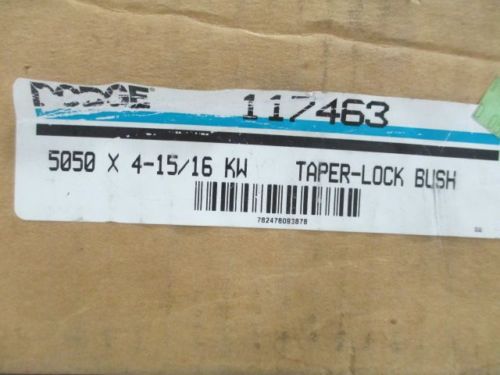 DODGE®
117463
5050 X 4-15/16 KW TAPER-LOCK BUSH
782476093878